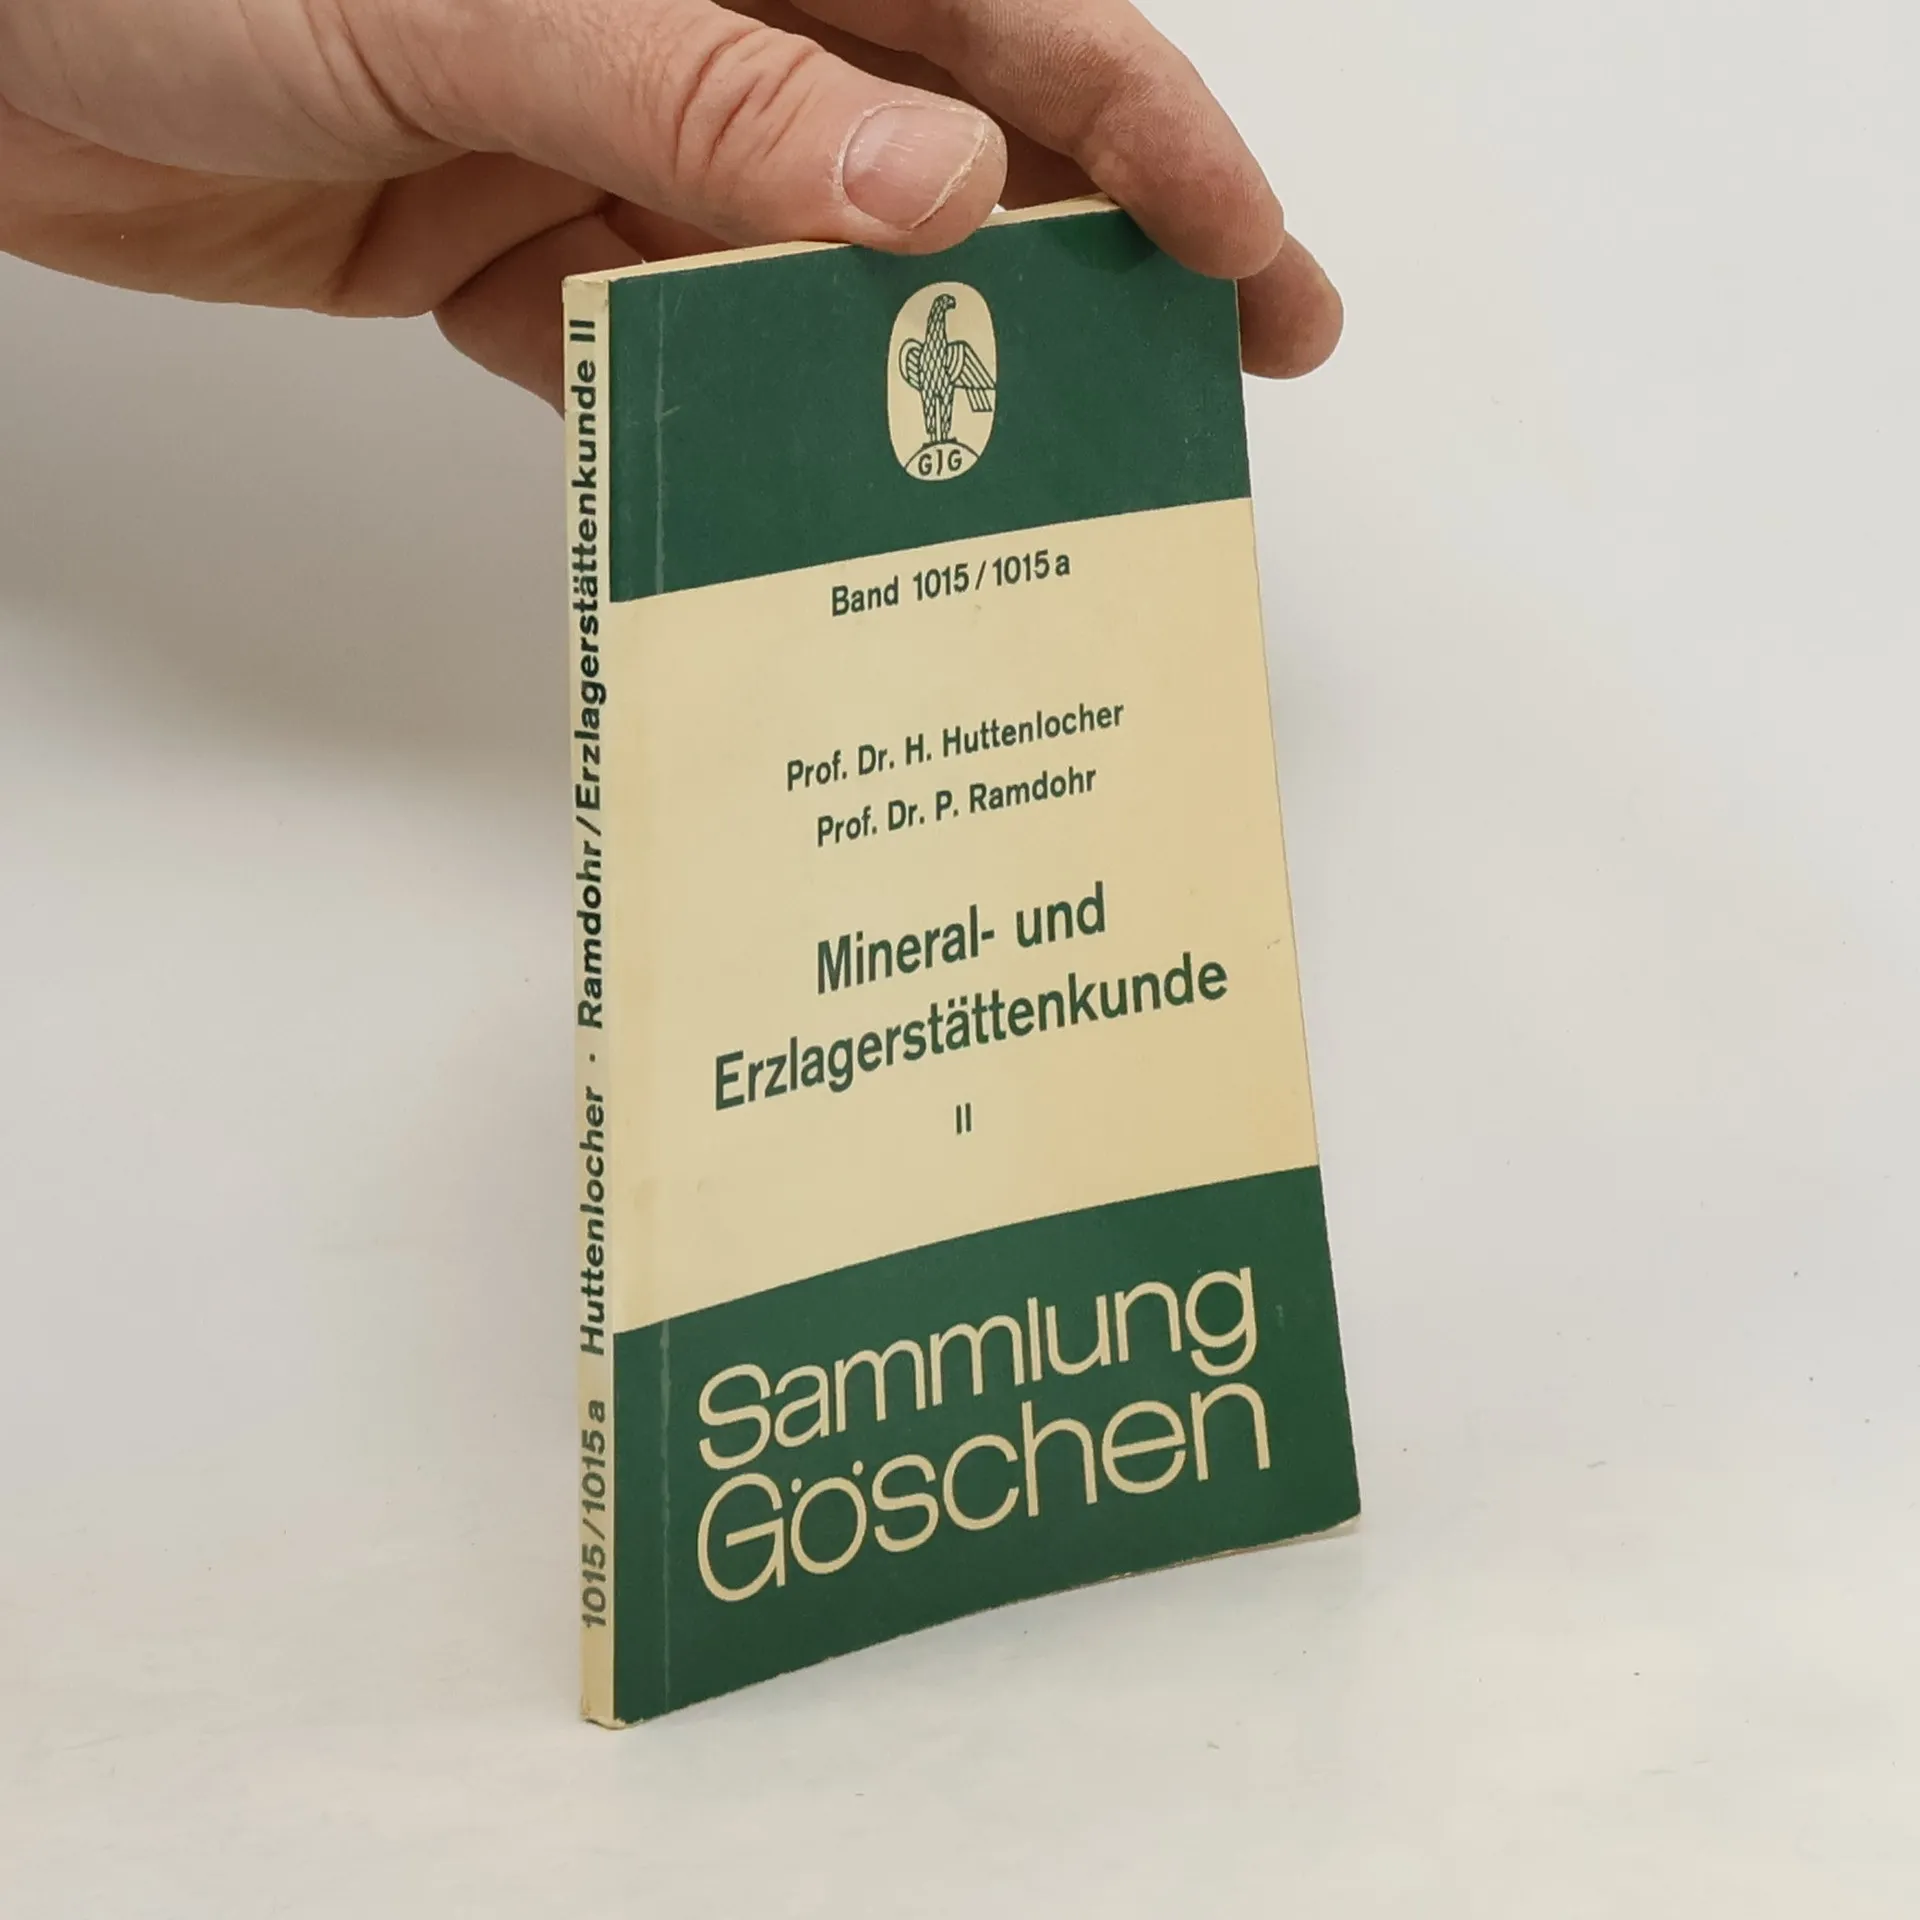 GJG
Band 1015/1015 a
Prof. Dr. H. Huttenlocher
Prof. Dr. P. Ramdohr
Mineral- und
Erzlagerstättenkunde
II
Sammlung
Göschen
1015/1015 a Huttenlocher · Ramdohr/Erzlagerstättenkunde II